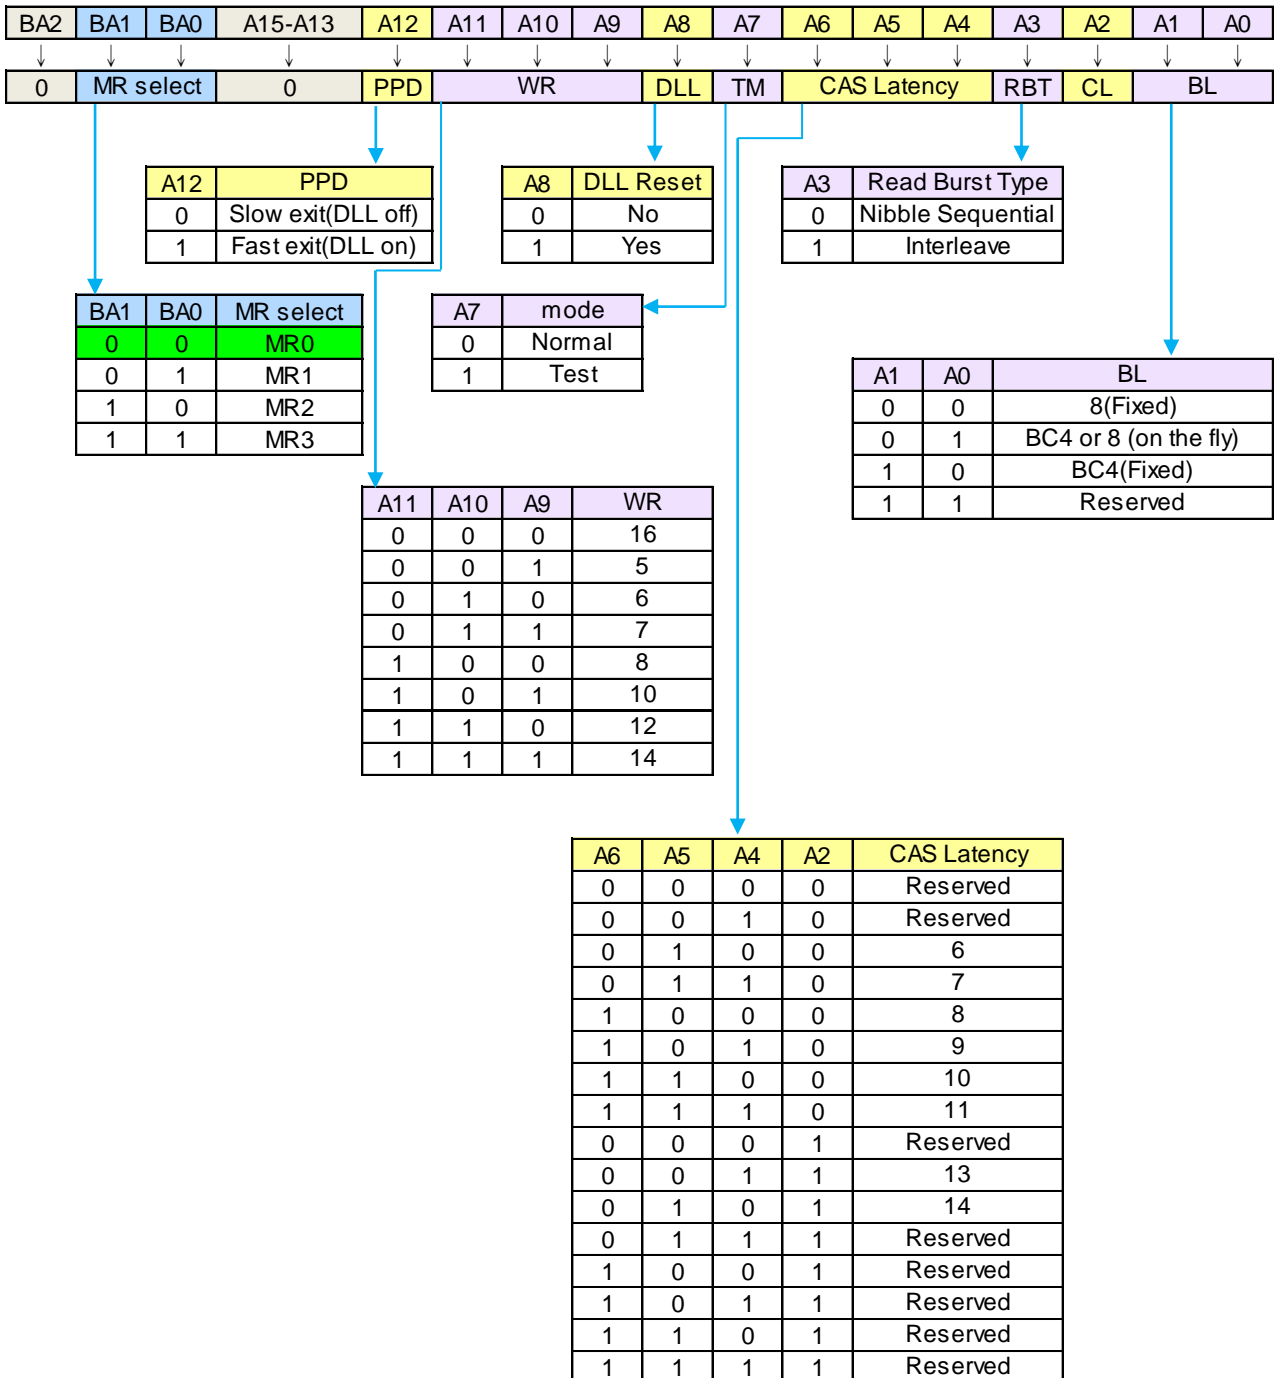 BA2 BA1 BA0 A15-A13 A12 A11 A10 A9 A8 A7 A6 A5 A4 A3 A2 A1 A0
0 MR select 0 PPD WR DLL TM CAS Latency RBT CL BL
A12 PPD
0 Slow exit(DLL off)
1 Fast exit(DLL on)
A8 DLL Reset
0 No
1 Yes
A3 Read Burst Type
0 Nibble Sequential
1 Interleave
BA1 BA0 MR select
0 0 MR0
0 1 MR1
1 0 MR2
1 1 MR3
A7 mode
0 Normal
1 Test
A1 A0 BL
0 0 8(Fixed)
0 1 BC4 or 8 (on the fly)
1 0 BC4(Fixed)
1 1 Reserved
A11 A10 A9 WR
0 0 0 16
0 0 1 5
0 1 0 6
0 1 1 7
1 0 0 8
1 0 1 10
1 1 0 12
1 1 1 14
A6 A5 A4 A2 CAS Latency
0 0 0 0 Reserved
0 0 1 0 Reserved
0 1 0 0 6
0 1 1 0 7
1 0 0 0 8
1 0 1 0 9
1 1 0 0 10
1 1 1 0 11
0 0 0 1 Reserved
0 0 1 1 13
0 1 0 1 14
0 1 1 1 Reserved
1 0 0 1 Reserved
1 0 1 1 Reserved
1 1 0 1 Reserved
1 1 1 1 Reserved